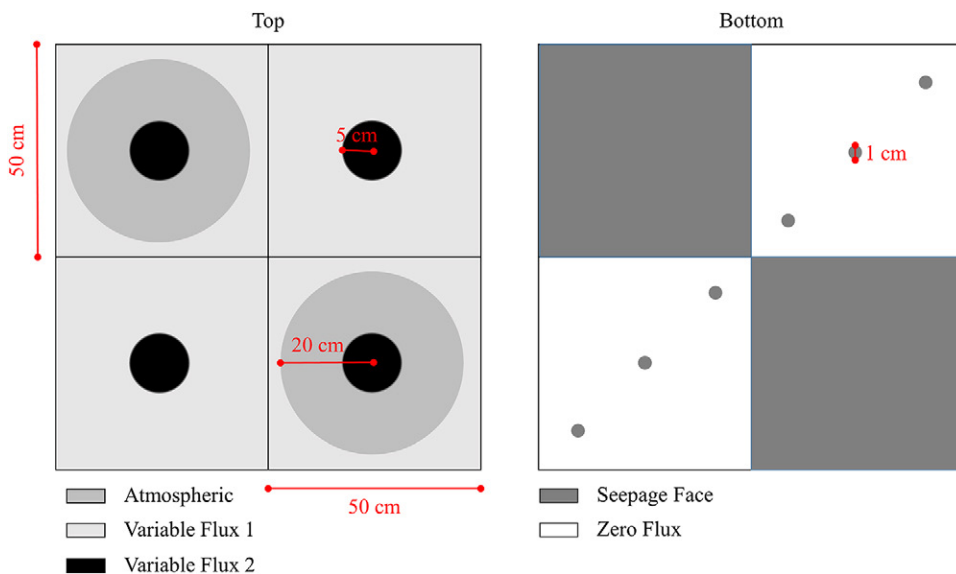 Top
Bottom
50 cm
5 cm
1 cm
20 cm
50 cm
Atmospheric
Variable Flux 1
Variable Flux 2
Seepage Face
Zero Flux